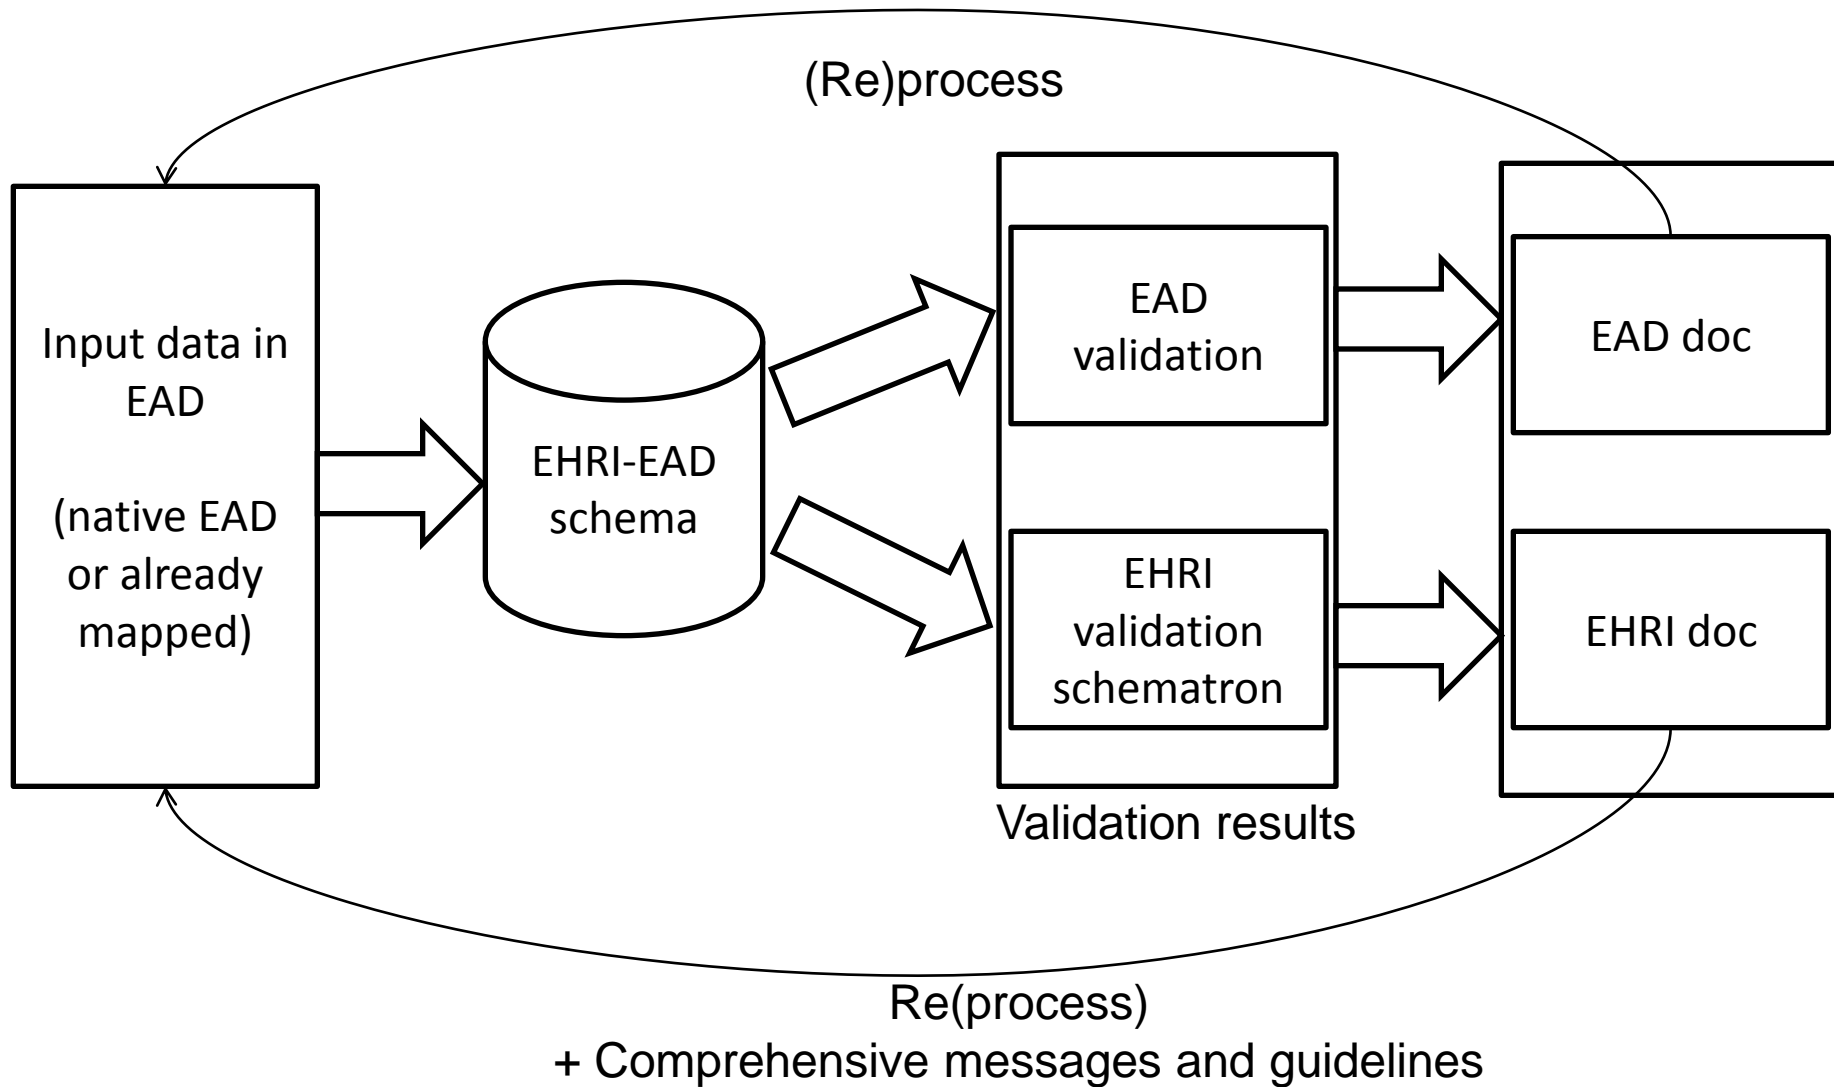 (Re)process
Input data in
EAD
(native EAD
or already
mapped)
EHRI-EAD
schema
EAD
validation
EHRI
validation
schematron
Validation results
EAD doc
EHRI doc
Re(process)
+ Comprehensive messages and guidelines